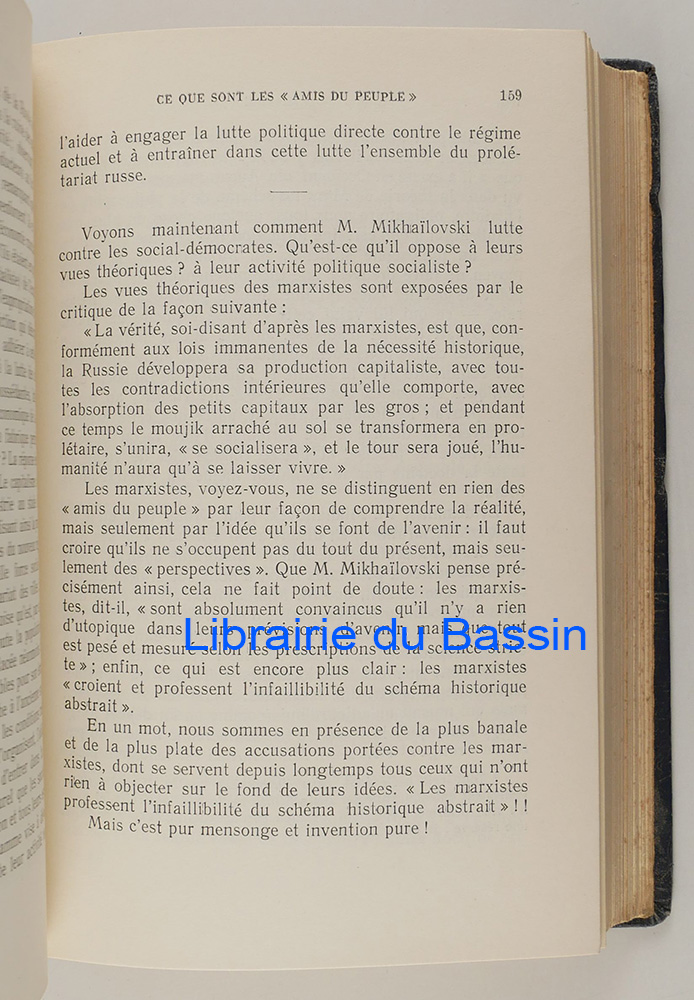 CE QUE SONT LES « AMIS DU PEUPLE » 159
l'aider à engager la lutte politique directe contre le régime
actuel et à entraîner dans cette lutte l'ensemble du prolé-
tariat russe.
Voyons maintenant comment M. Mikhaïlovski lutte
contre les social-démocrates. Qu'est-ce qu'il oppose à leurs
vues théoriques ? à leur activité politique socialiste ?
Les vues théoriques des marxistes sont exposées par le
critique de la façon suivante :
« La vérité, soi-disant d'après les marxistes, est que, con-
formément aux lois immanentes de la nécessité historique,
la Russie développera sa production capitaliste, avec tou-
tes les contradictions intérieures qu'elle comporte, avec
l'absorption des petits capitaux par les gros ; et pendant
ce temps le moujik arraché au sol se transformera en pro-
létaire, s'unira, « se socialisera », et le tour sera joué, l'hu-
manité n'aura qu'à se laisser vivre. »
Les marxistes, voyez-vous, ne se distinguent en rien des
« amis du peuple » par leur façon de comprendre la réalité,
mais seulement par l'idée qu'ils se font de l'avenir : il faut
croire qu'ils ne s'occupent pas du tout du présent, mais seu-
lement des « perspectives ». Que M. Mikhaïlovski pense pré-
cisément ainsi, cela ne fait point de doute : les marxis-
tes, dit-il, « sont absolument convaincus qu'il n'y a rien
d'utopique dans leurs prévisions d'avenir, mais que tout
est pesé et mesuré selon les prescriptions de la science stric-
te » ; enfin, ce qui est encore plus clair : les marxistes
« croient et professent l'infaillibilité du schéma historique
abstrait ».
En un mot, nous sommes en présence de la plus banale
et de la plus plate des accusations portées contre les mar-
xistes, dont se servent depuis longtemps tous ceux qui n'ont
rien à objecter sur le fond de leurs idées. « Les marxistes
professent l'infaillibilité du schéma historique abstrait » ! !
Mais c'est pur mensonge et invention pure !
Librairie du Bassin